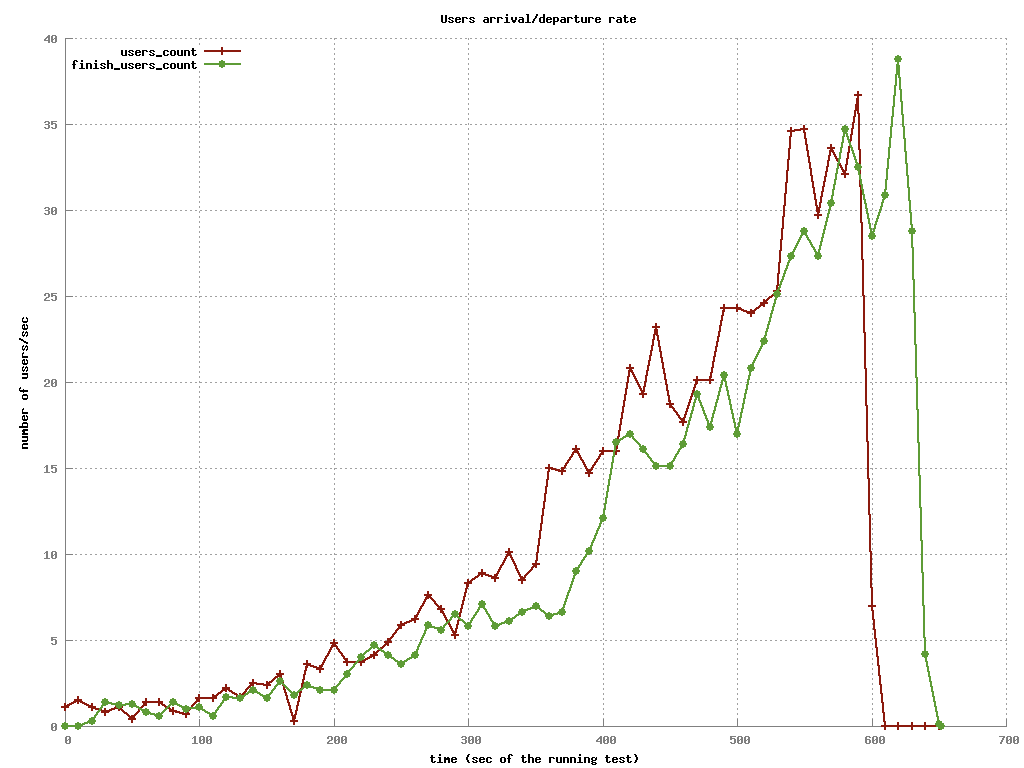 Users arrival/departure rate
users_count
finish_users_count
40
35
30
25
20
15
10
5
0
number of users/sec
0 100 200 300 400 500 600 700
time (sec of the running test)